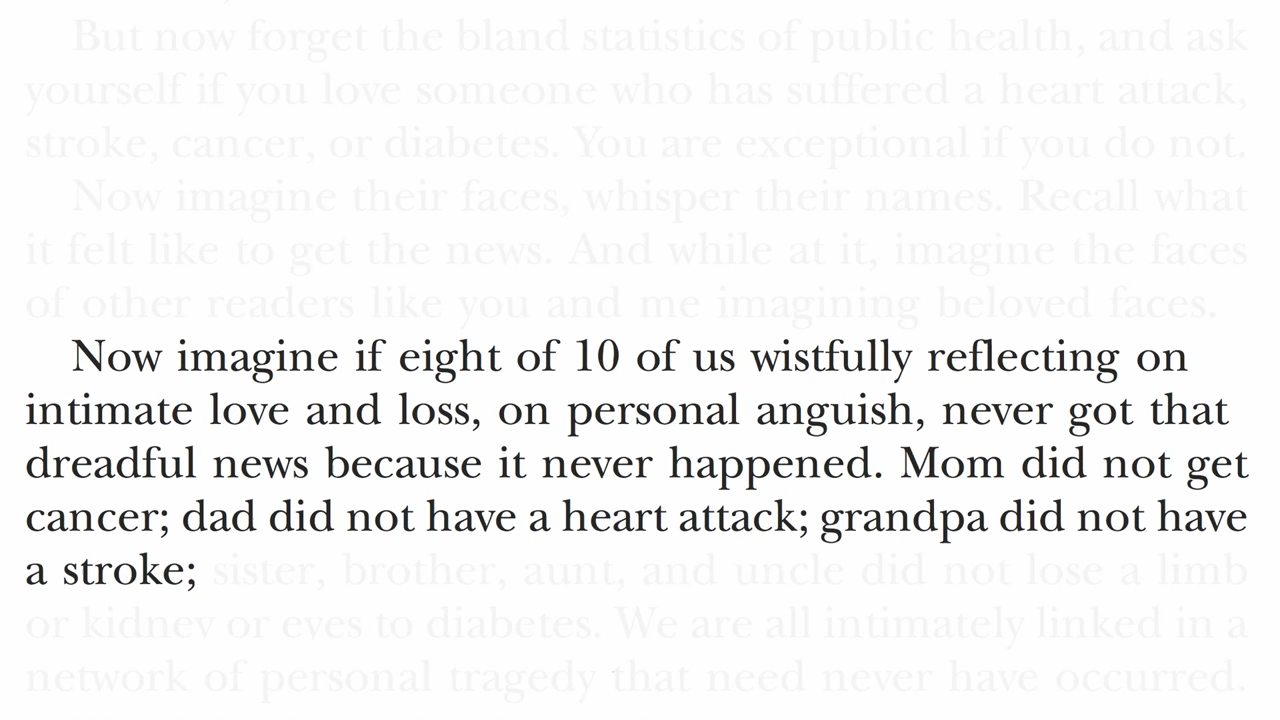 But now forget the bland statistics of public health, and ask
yourself if you love someone who has suffered a heart attack,
stroke, cancer, or diabetes. You are exceptional if you do not.
Now imagine their faces, whisper their names. Recall what
it felt like to get the news. And while at it, imagine the faces
of other readers like you and me imagining beloved faces.
Now imagine if eight of 10 of us wistfully reflecting on
intimate love and loss, on personal anguish, never got that
dreadful news because it never happened. Mom did not get
cancer; dad did not have a heart attack; grandpa did not have
a stroke; sister, brother, aunt, and uncle did not lose a limb
or kidney or eyes to diabetes. We are all intimately linked in a
network of personal tragedy that need never have occurred.